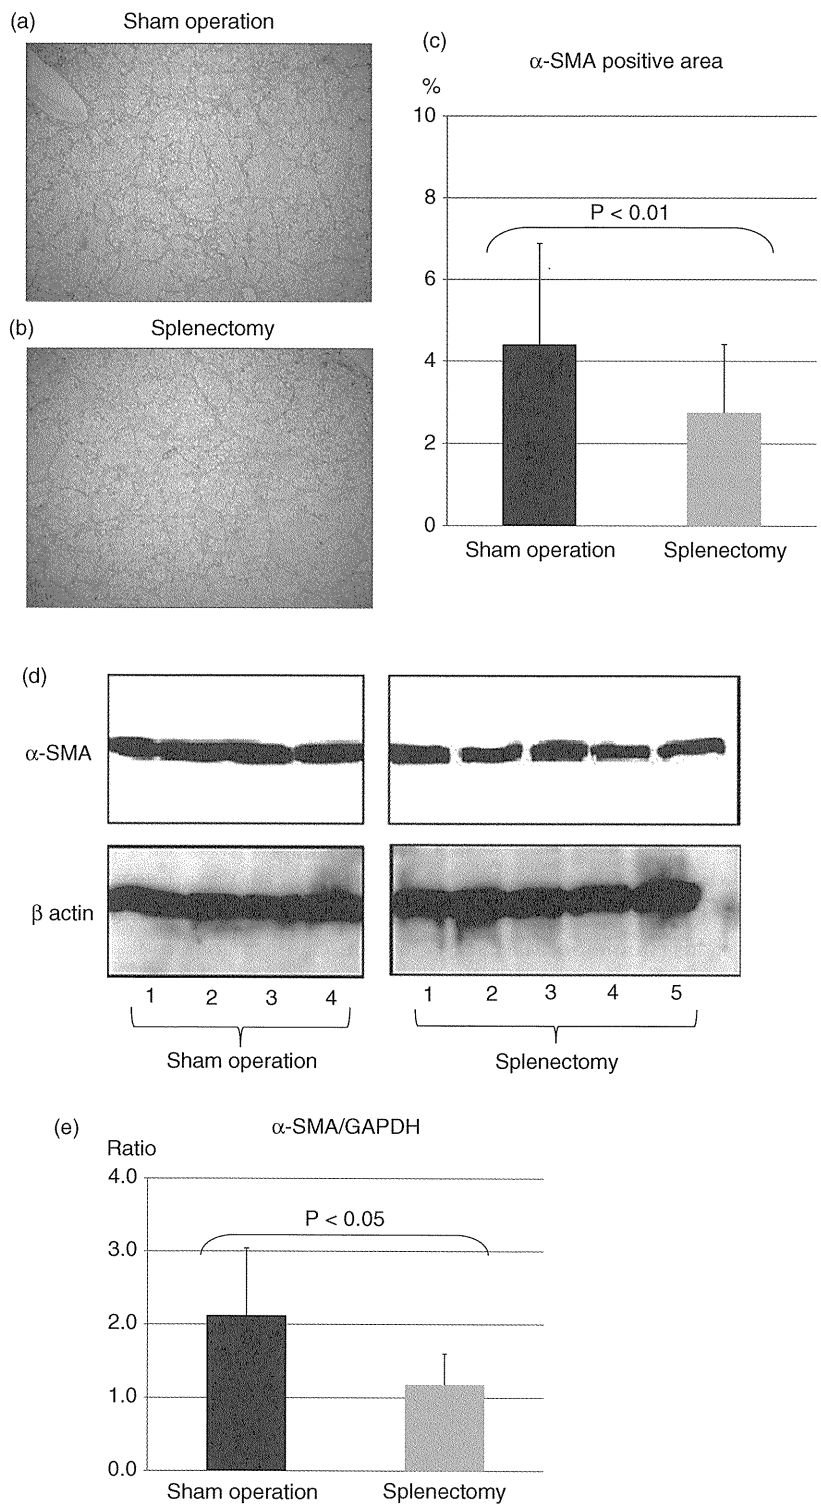 (a)
Sham operation
(b)
Splenectomy
(c)
α-SMA positive area
%
10
8
P < 0.01
6
4
2
0
Sham operation
Splenectomy
(d)
α-SMA
β actin
1 2 3 4
1 2 3 4 5
Sham operation
Splenectomy
(e)
α-SMA/GAPDH
Ratio
4.0
P < 0.05
3.0
2.0
1.0
0.0
Sham operation
Splenectomy